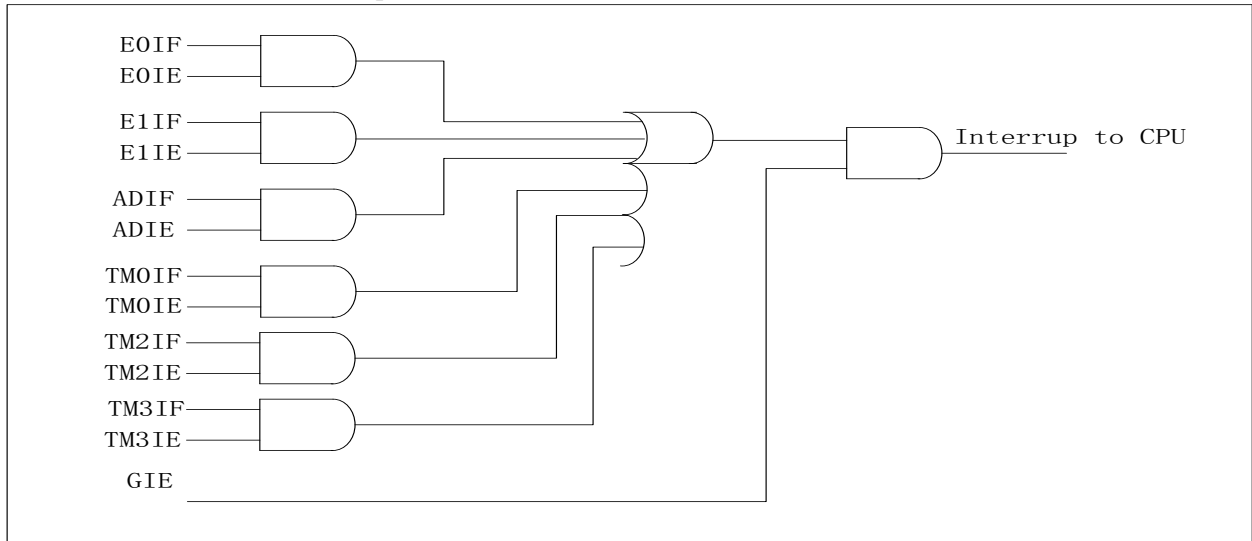 E0IF
E0IE
E1IF
E1IE
ADIF
ADIE
TM0IF
TM0IE
TM2IF
TM2IE
TM3IF
TM3IE
GIE
Interrup to CPU